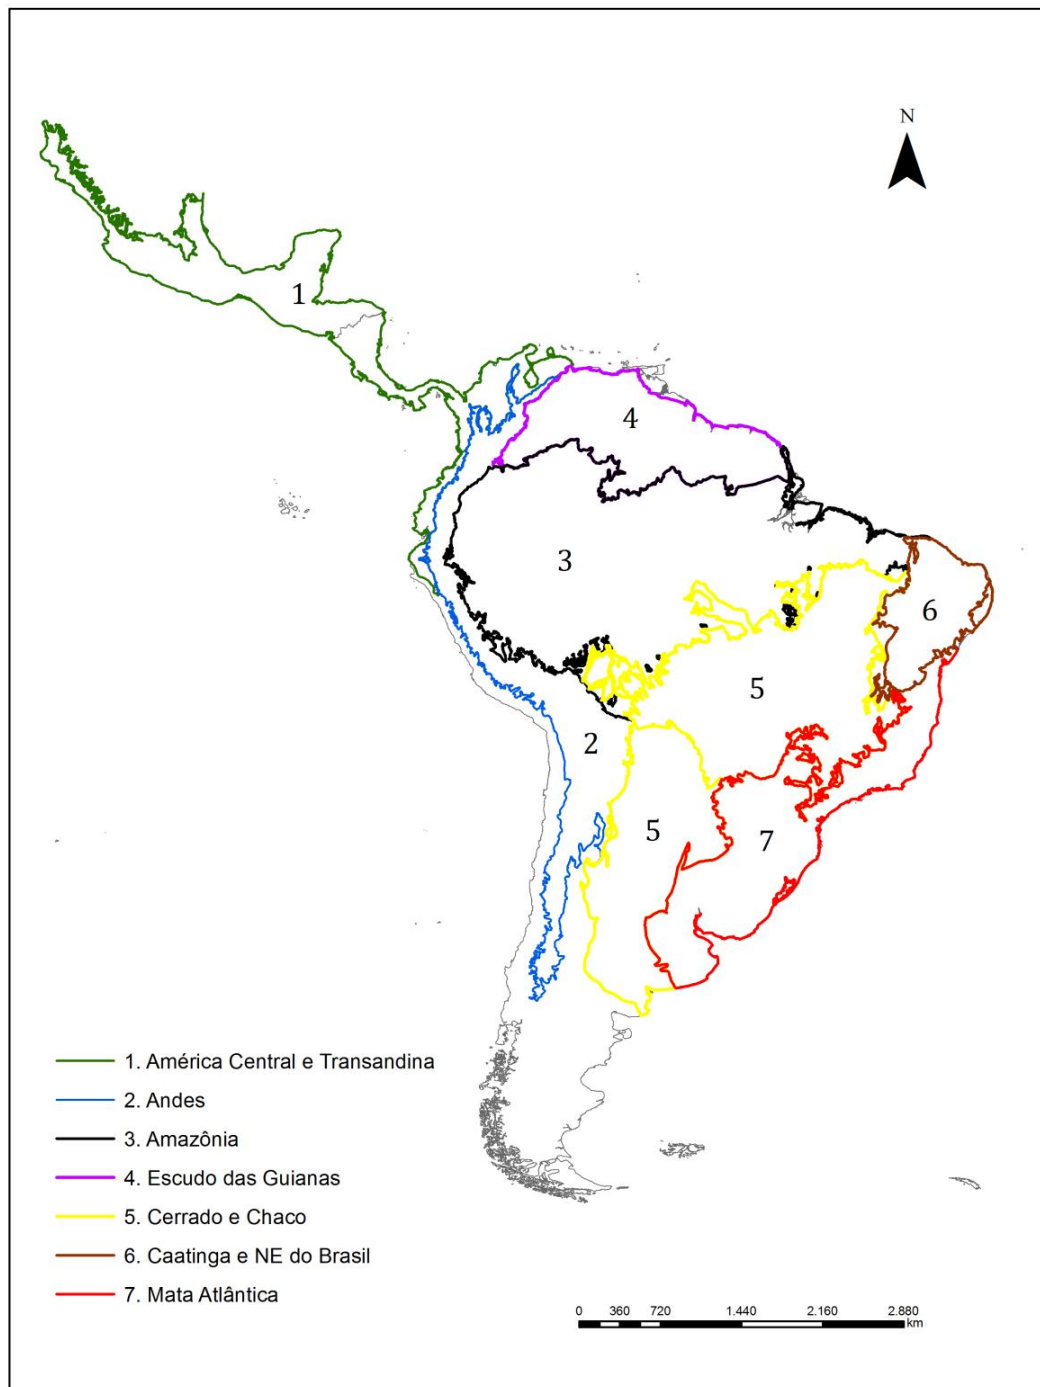 N
1
4
3
6
5
2
5
7
1. América Central e Transandina
2. Andes
3. Amazônia
4. Escudo das Guianas
5. Cerrado e Chaco
6. Caatinga e NE do Brasil
7. Mata Atlântica
0 360 720 1.440 2.160 2.880
km